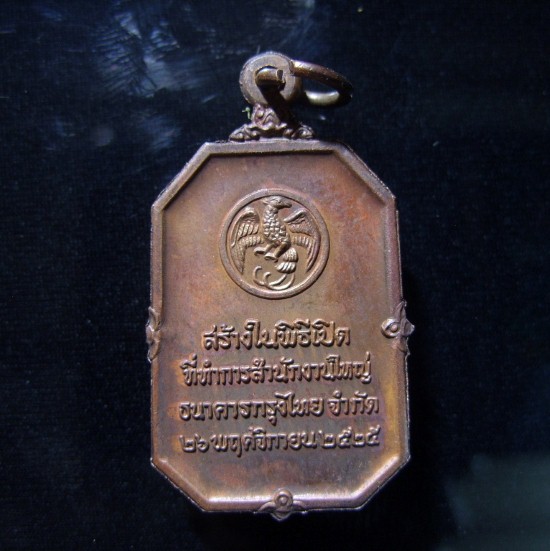 สร้างในพิธีเปิด
ที่ทำการสำนักงานใหญ่
ธนาคารกรุงไทย จำกัด
๒๖ พฤศจิกายน ๒๕๒๕